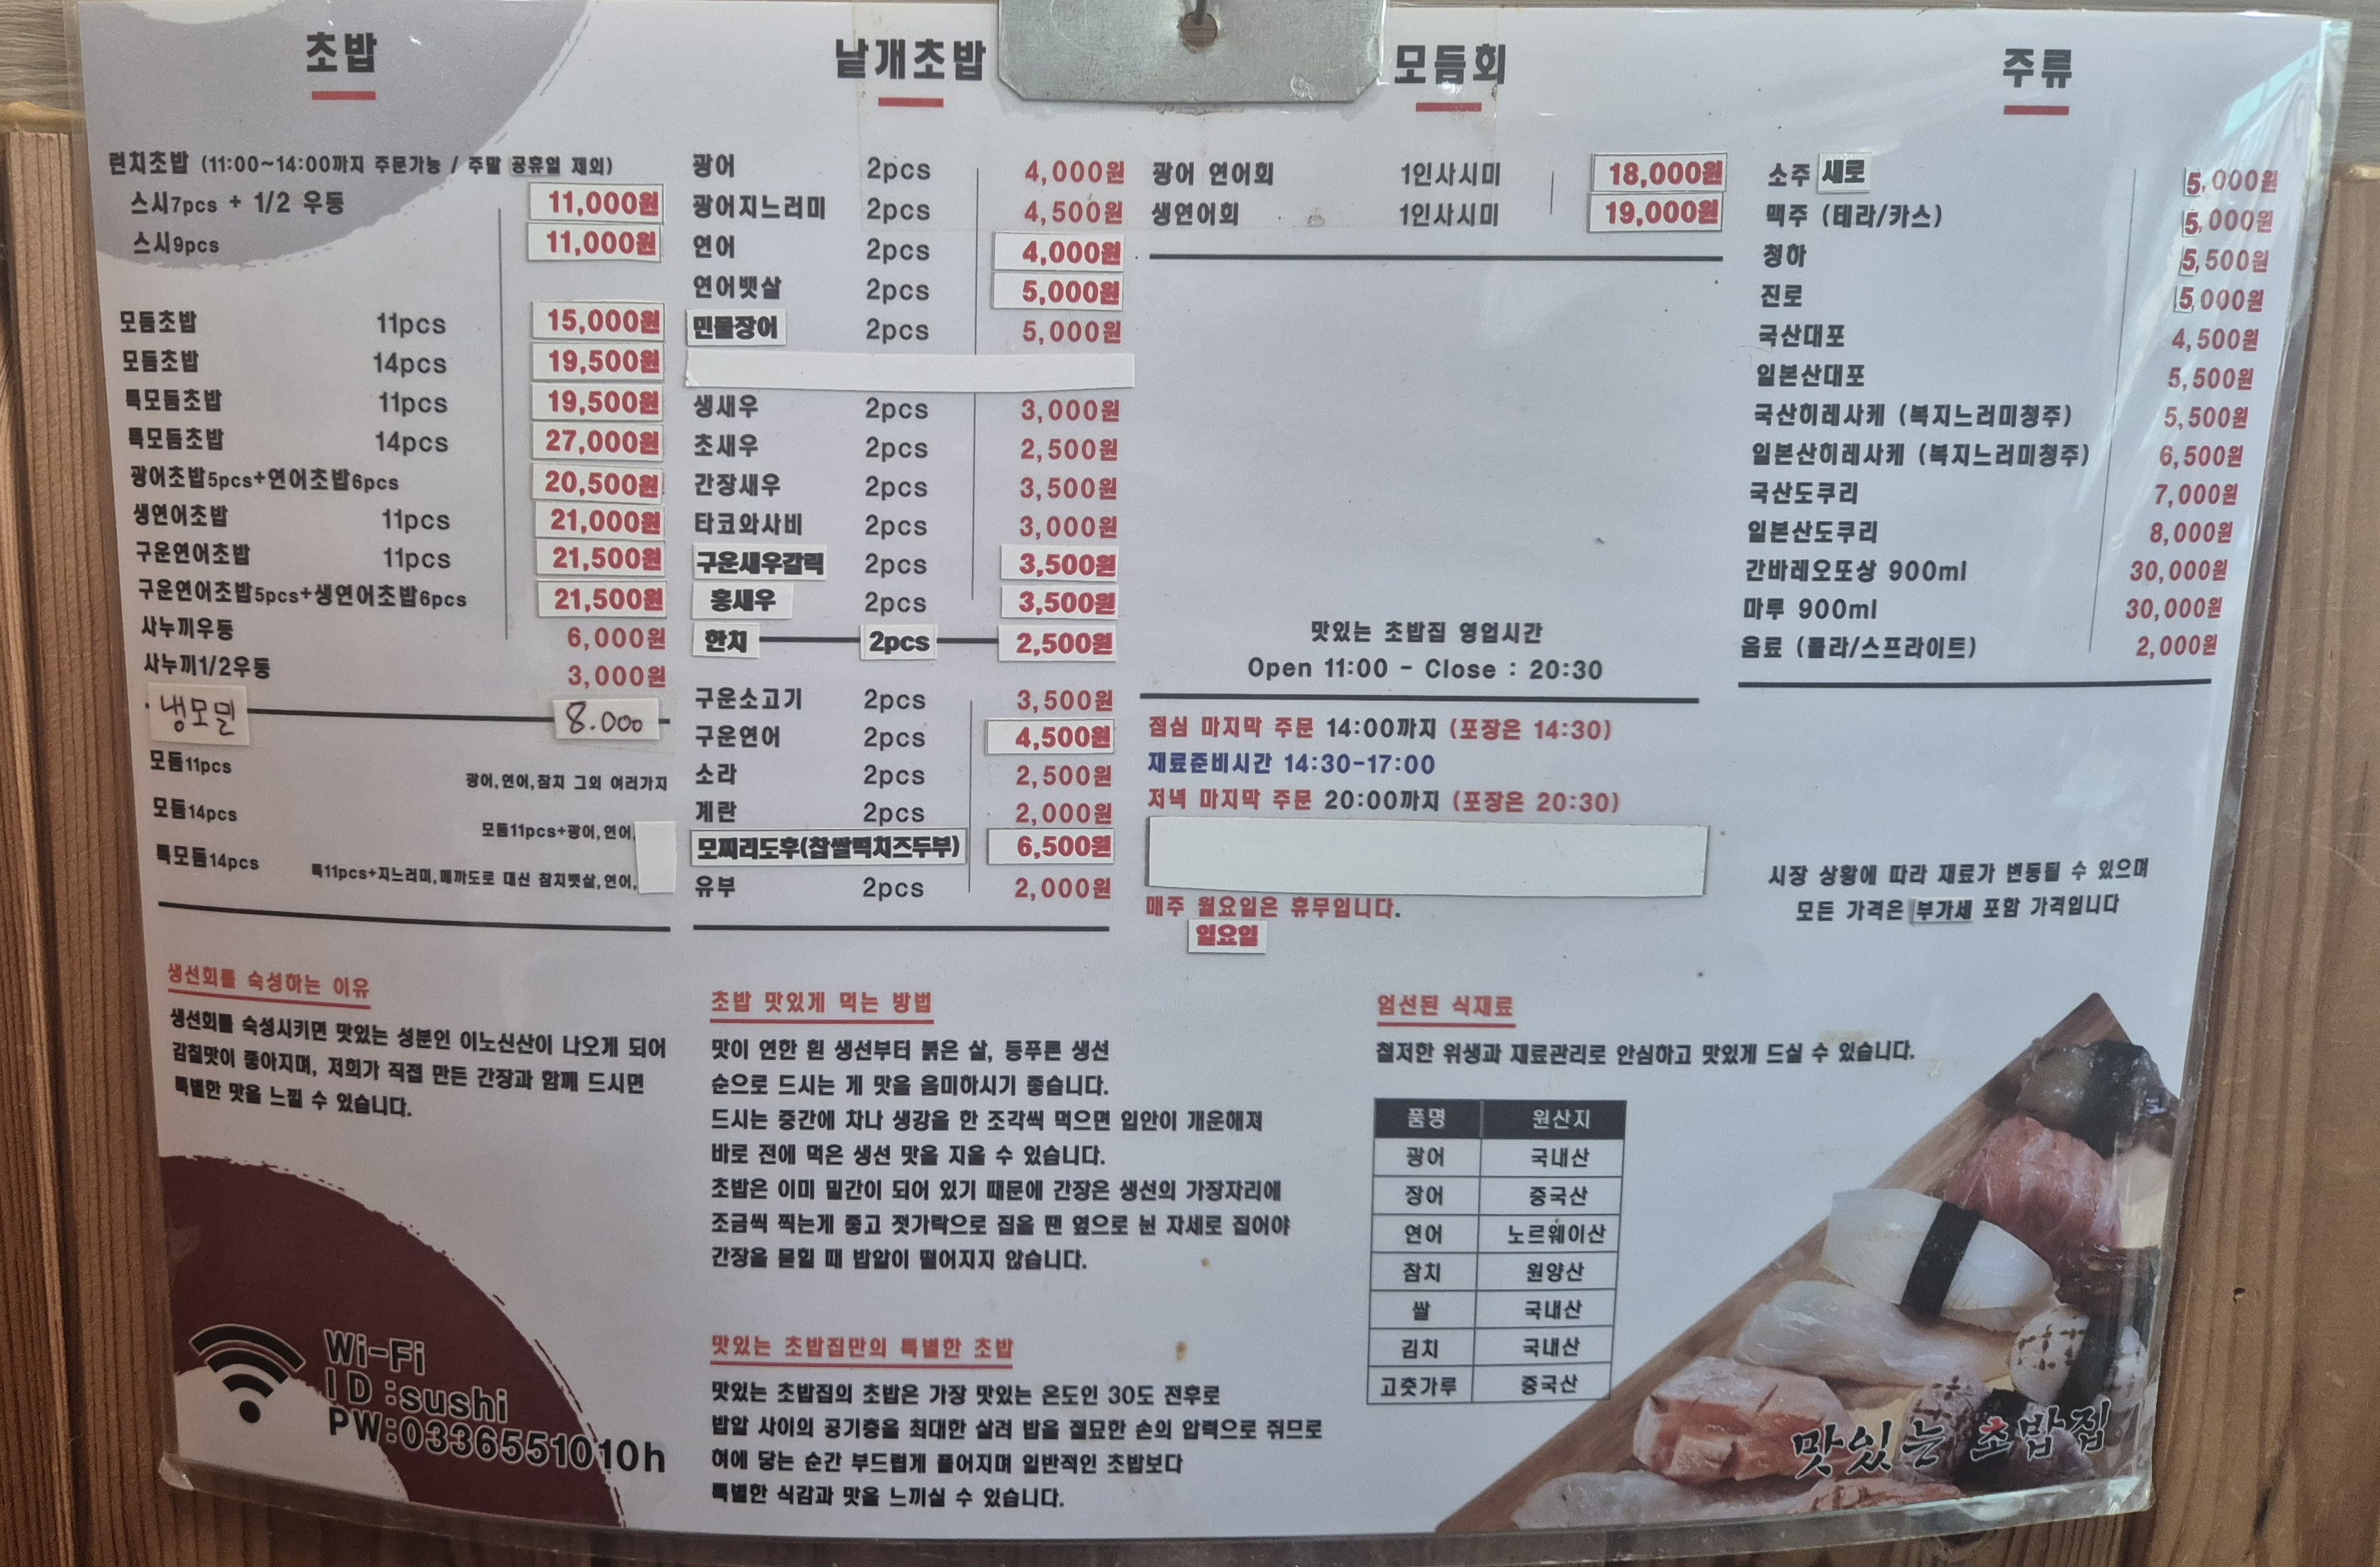 초밥
런치초밥 (11:00~14:00까지 주문가능 / 주말 공휴일 제외)
스시7pcs + 1/2 우동 11,000원
스시9pcs 11,000원
모듬초밥 11pcs 15,000원
모듬초밥 14pcs 19,500원
특모듬초밥 11pcs 19,500원
특모듬초밥 14pcs 27,000원
광어초밥5pcs+연어초밥6pcs 20,500원
생연어초밥 11pcs 21,000원
구운연어초밥 11pcs 21,500원
구운연어초밥5pcs+생연어초밥6pcs 21,500원
사누끼우동 6,000원
사누끼1/2우동 3,000원
냉모밀 8.000
모듬11pcs 광어,연어,참치 그외 여러가지
모듬14pcs 모듬11pcs+광어,연어,
특모듬14pcs 특11pcs+지느러미,메까도로 대신 참치뱃살,연어,
낱개초밥
광어 2pcs 4,000원
광어지느러미 2pcs 4,500원
연어 2pcs 4,000원
연어뱃살 2pcs 5,000원
민물장어 2pcs 5,000원
생새우 2pcs 3,000원
초새우 2pcs 2,500원
간장새우 2pcs 3,500원
타코와사비 2pcs 3,000원
구운새우갈릭 2pcs 3,500원
홍새우 2pcs 3,500원
한치 2pcs 2,500원
구운소고기 2pcs 3,500원
구운연어 2pcs 4,500원
소라 2pcs 2,500원
계란 2pcs 2,000원
모찌리도후(찹쌀떡치즈두부) 6,500원
유부 2pcs 2,000원
모듬회
광어 연어회 1인사시미 18,000원
생연어회 1인사시미 19,000원
맛있는 초밥집 영업시간
Open 11:00 - Close : 20:30
점심 마지막 주문 14:00까지 (포장은 14:30)
재료준비시간 14:30-17:00
저녁 마지막 주문 20:00까지 (포장은 20:30)
매주 월요일은 휴무입니다.
일요일
주류
소주 새로 5,000원
맥주 (테라/카스) 5,000원
청하 5,500원
진로 5,000원
국산대포 4,500원
일본산대포 5,500원
국산히레사케 (복지느러미청주) 5,500원
일본산히레사케 (복지느러미청주) 6,500원
국산도쿠리 7,000원
일본산도쿠리 8,000원
간바레오또상 900ml 30,000원
마루 900ml 30,000원
음료 (콜라/스프라이트) 2,000원
시장 상황에 따라 재료가 변동될 수 있으며
모든 가격은 부가세 포함 가격입니다
생선회를 숙성하는 이유
생선회를 숙성시키면 맛있는 성분인 이노신산이 나오게 되어
감칠맛이 좋아지며, 저희가 직접 만든 간장과 함께 드시면
특별한 맛을 느낄 수 있습니다.
Wi-Fi
ID :sushi
PW:0336551010h
초밥 맛있게 먹는 방법
맛이 연한 흰 생선부터 붉은 살, 등푸른 생선
순으로 드시는 게 맛을 음미하시기 좋습니다.
드시는 중간에 차나 생강을 한 조각씩 먹으면 입안이 개운해져
바로 전에 먹은 생선 맛을 지울 수 있습니다.
초밥은 이미 밑간이 되어 있기 때문에 간장은 생선의 가장자리에
조금씩 찍는게 좋고 젓가락으로 집을 땐 옆으로 뉜 자세로 집어야
간장을 묻힐 때 밥알이 떨어지지 않습니다.
맛있는 초밥집만의 특별한 초밥
맛있는 초밥집의 초밥은 가장 맛있는 온도인 30도 전후로
밥알 사이의 공기층을 최대한 살려 밥을 절묘한 손의 압력으로 쥐므로
혀에 닿는 순간 부드럽게 풀어지며 일반적인 초밥보다
특별한 식감과 맛을 느끼실 수 있습니다.
엄선된 식재료
철저한 위생과 재료관리로 안심하고 맛있게 드실 수 있습니다.
품명 원산지
광어 국내산
장어 중국산
연어 노르웨이산
참치 원양산
쌀 국내산
김치 국내산
고춧가루 중국산
맛있는 초밥집